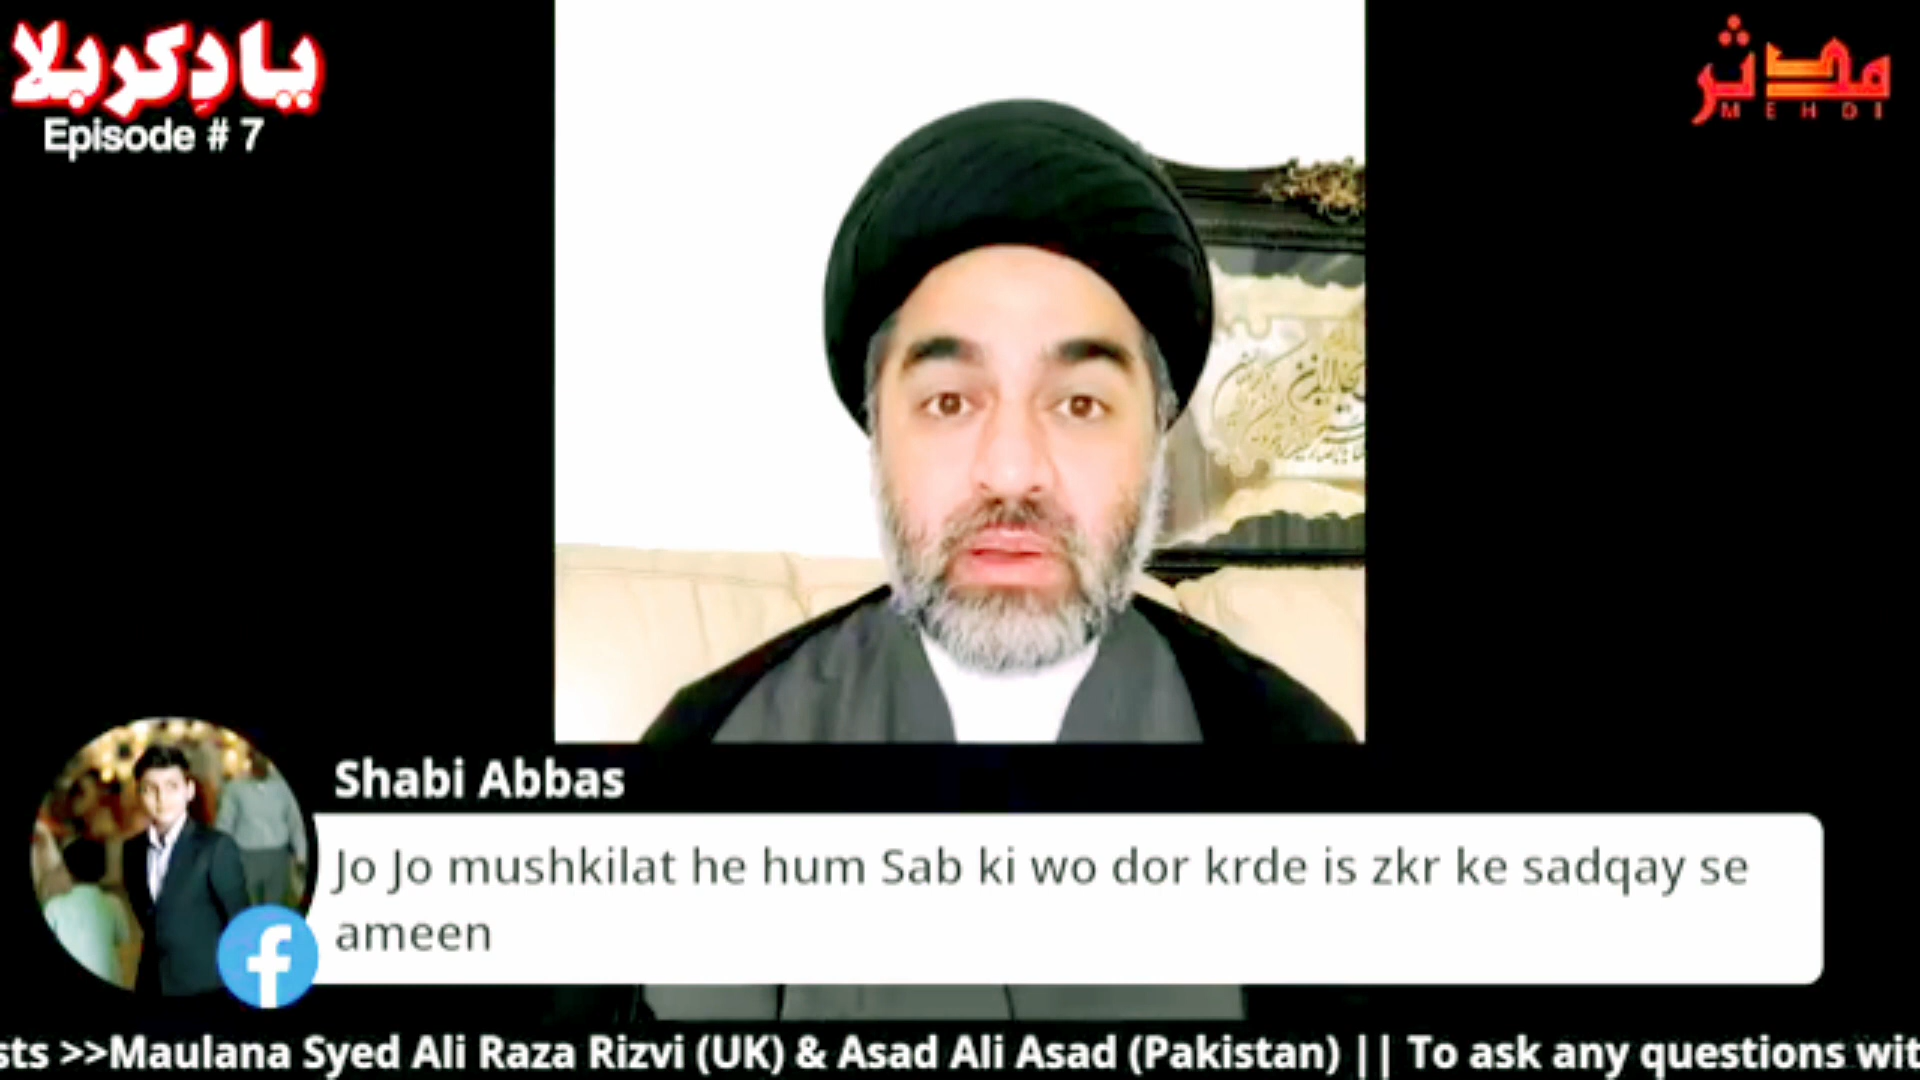 یادِکربلا
Episode # 7
مدثر
MEHDI
Shabi Abbas
Jo Jo mushkilat he hum Sab ki wo dor krde is zkr ke sadqay se
ameen
sts >>Maulana Syed Ali Raza Rizvi (UK) & Asad Ali Asad (Pakistan) || To ask any questions wit